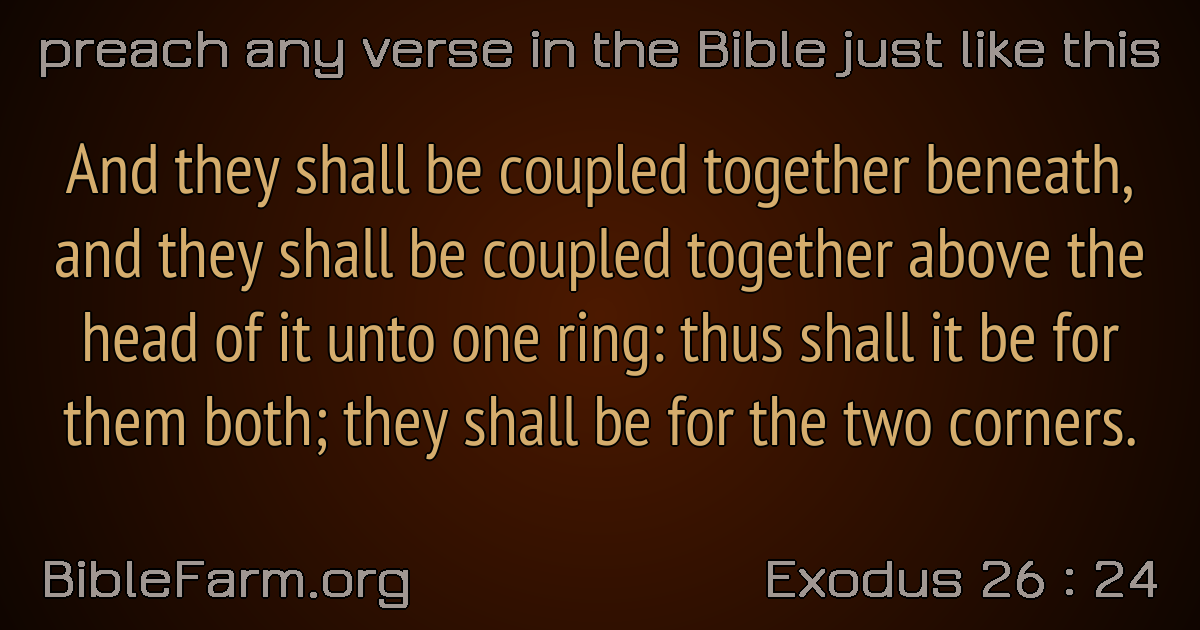 preach any verse in the Bible just like this
And they shall be coupled together beneath,
and they shall be coupled together above the
head of it unto one ring: thus shall it be for
them both; they shall be for the two corners.
BibleFarm.org
Exodus 26 : 24